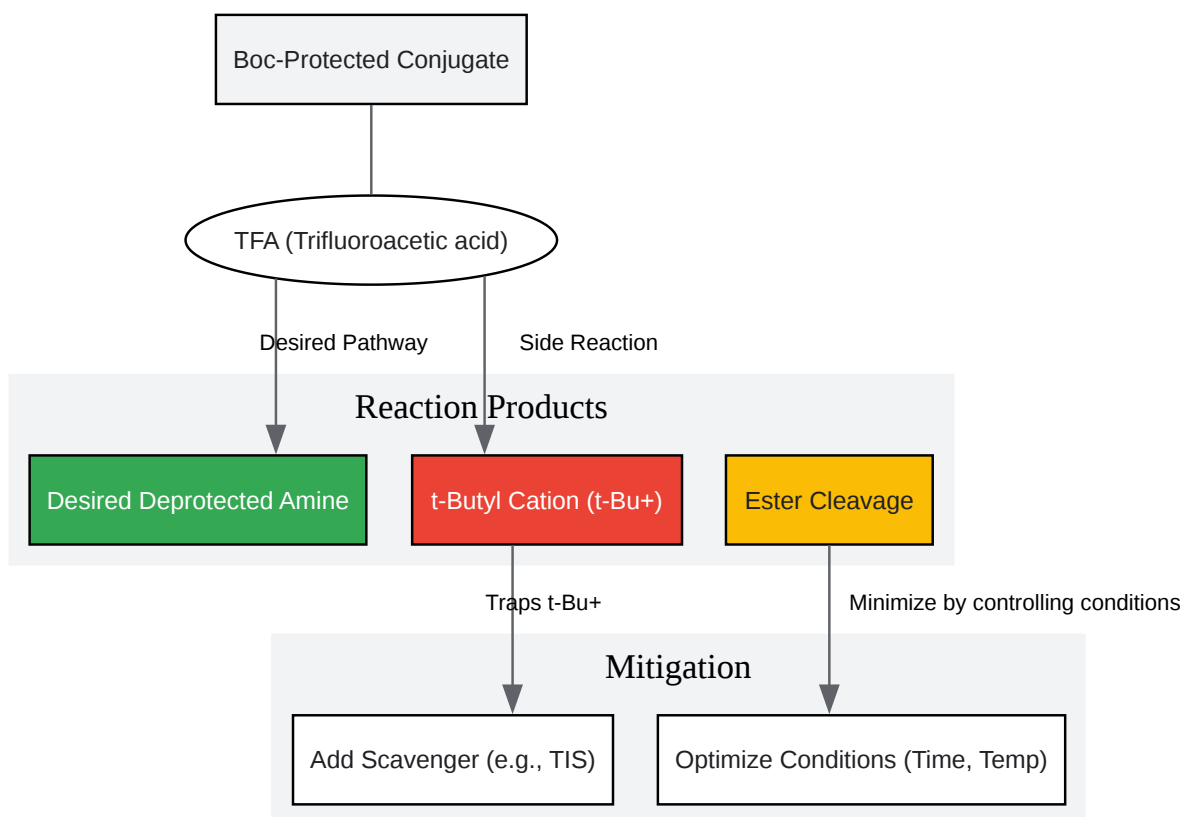 Boc-Protected Conjugate
TFA (Trifluoroacetic acid)
Desired Pathway
Side Reaction
Reaction Products
Desired Deprotected Amine
t-Butyl Cation (t-Bu+)
Ester Cleavage
Traps t-Bu+
Minimize by controlling conditions
Mitigation
Add Scavenger (e.g., TIS)
Optimize Conditions (Time, Temp)